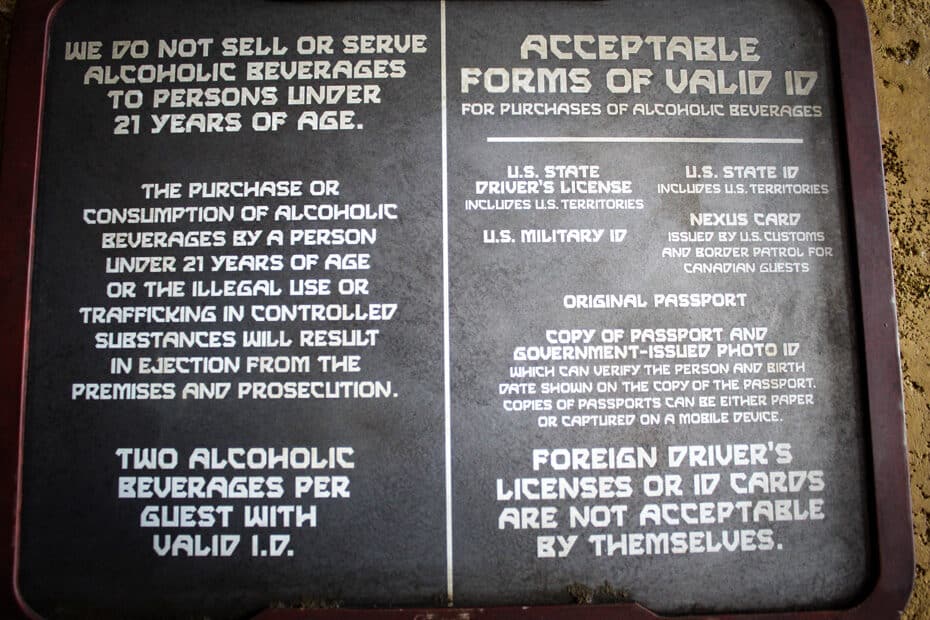 WE DO NOT SELL OR SERVE
ALCOHOLIC BEVERAGES
TO PERSONS UNDER
21 YEARS OF AGE.
THE PURCHASE OR
CONSUMPTION OF ALCOHOLIC
BEVERAGES BY A PERSON
UNDER 21 YEARS OF AGE
OR THE ILLEGAL USE OR
TRAFFICKING IN CONTROLLED
SUBSTANCES WILL RESULT
IN EJECTION FROM THE
PREMISES AND PROSECUTION.
TWO ALCOHOLIC
BEVERAGES PER
GUEST WITH
VALID I.D.
ACCEPTABLE
FORMS OF VALID ID
FOR PURCHASES OF ALCOHOLIC BEVERAGES
U.S. STATE
DRIVER'S LICENSE
INCLUDES U.S. TERRITORIES
U.S. MILITARY ID
U.S. STATE ID
INCLUDES U.S. TERRITORIES
NEXUS CARD
ISSUED BY U.S. CUSTOMS
AND BORDER PATROL FOR
CANADIAN GUESTS
ORIGINAL PASSPORT
COPY OF PASSPORT AND
GOVERNMENT-ISSUED PHOTO ID
WHICH CAN VERIFY THE PERSON AND BIRTH
DATE SHOWN ON THE COPY OF THE PASSPORT.
COPIES OF PASSPORTS CAN BE EITHER PAPER
OR CAPTURED ON A MOBILE DEVICE.
FOREIGN DRIVER'S
LICENSES OR ID CARDS
ARE NOT ACCEPTABLE
BY THEMSELVES.